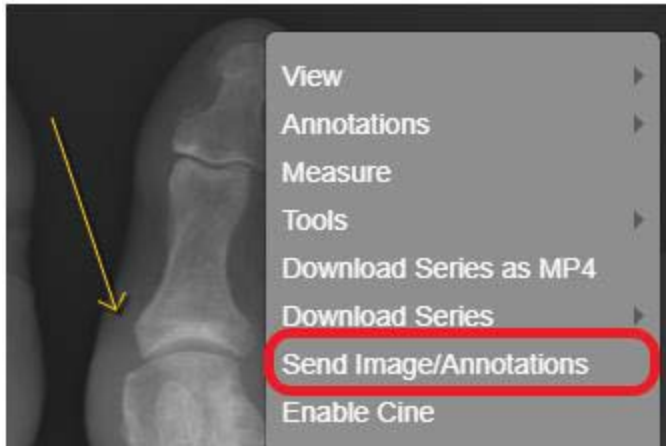 View
Annotations
Measure
Tools
Download Series as MP4
Download Series
Send Image/Annotations
Enable Cine